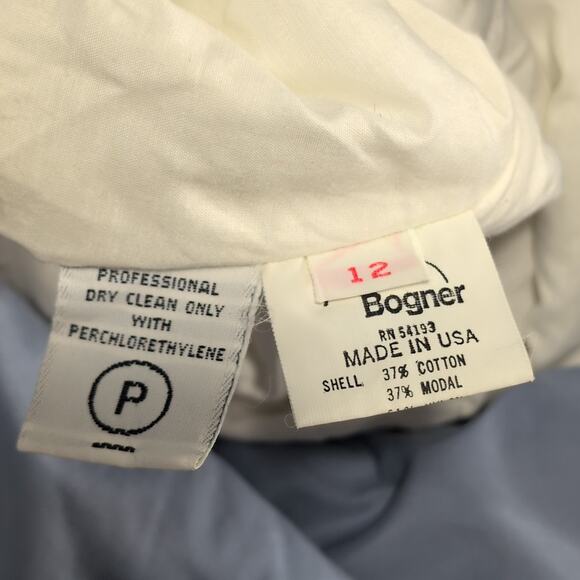 PROFESSIONAL
DRY CLEAN ONLY
WITH
PERCHLORETHYLENE
P
12
Bogner
RN 54193
MADE IN USA
SHELL 37% COTTON
37% MODAL